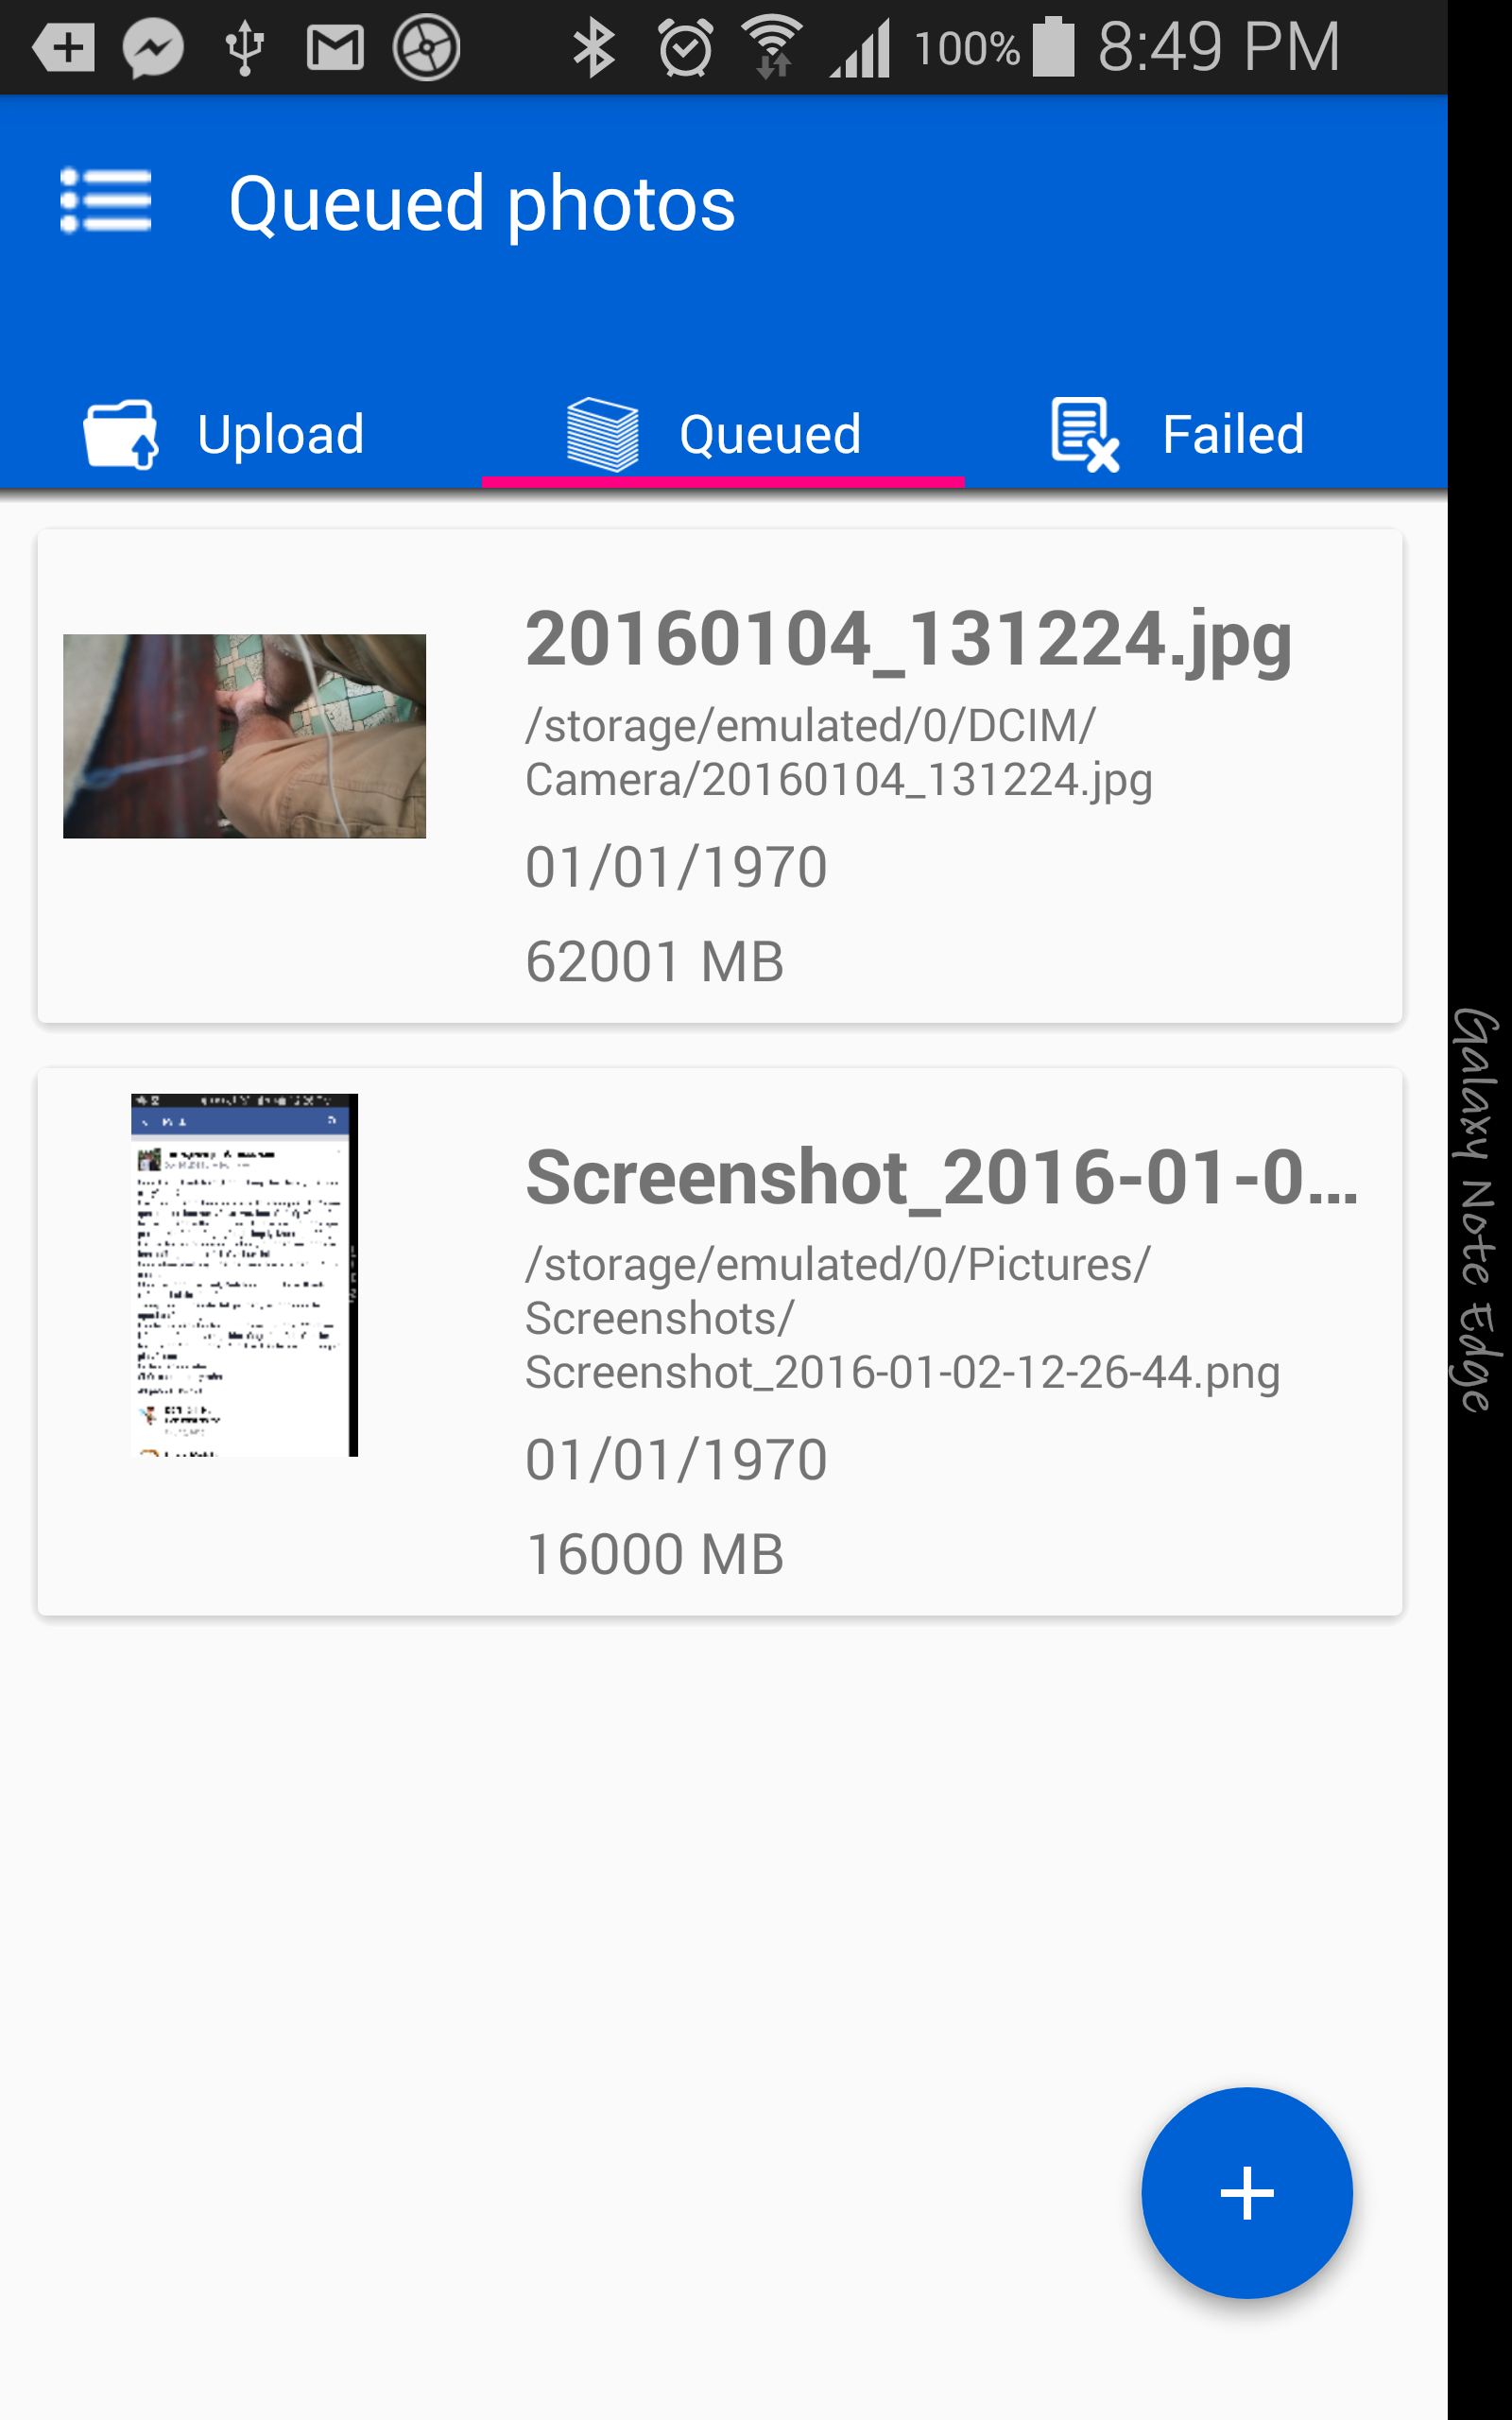 100% 8:49 PM
Queued photos
Upload Queued Failed
20160104_131224.jpg
/storage/emulated/0/DCIM/
Camera/20160104_131224.jpg
01/01/1970
62001 MB
Screenshot_2016-01-0...
/storage/emulated/0/Pictures/
Screenshots/
Screenshot_2016-01-02-12-26-44.png
01/01/1970
16000 MB
Galaxy Note Edge